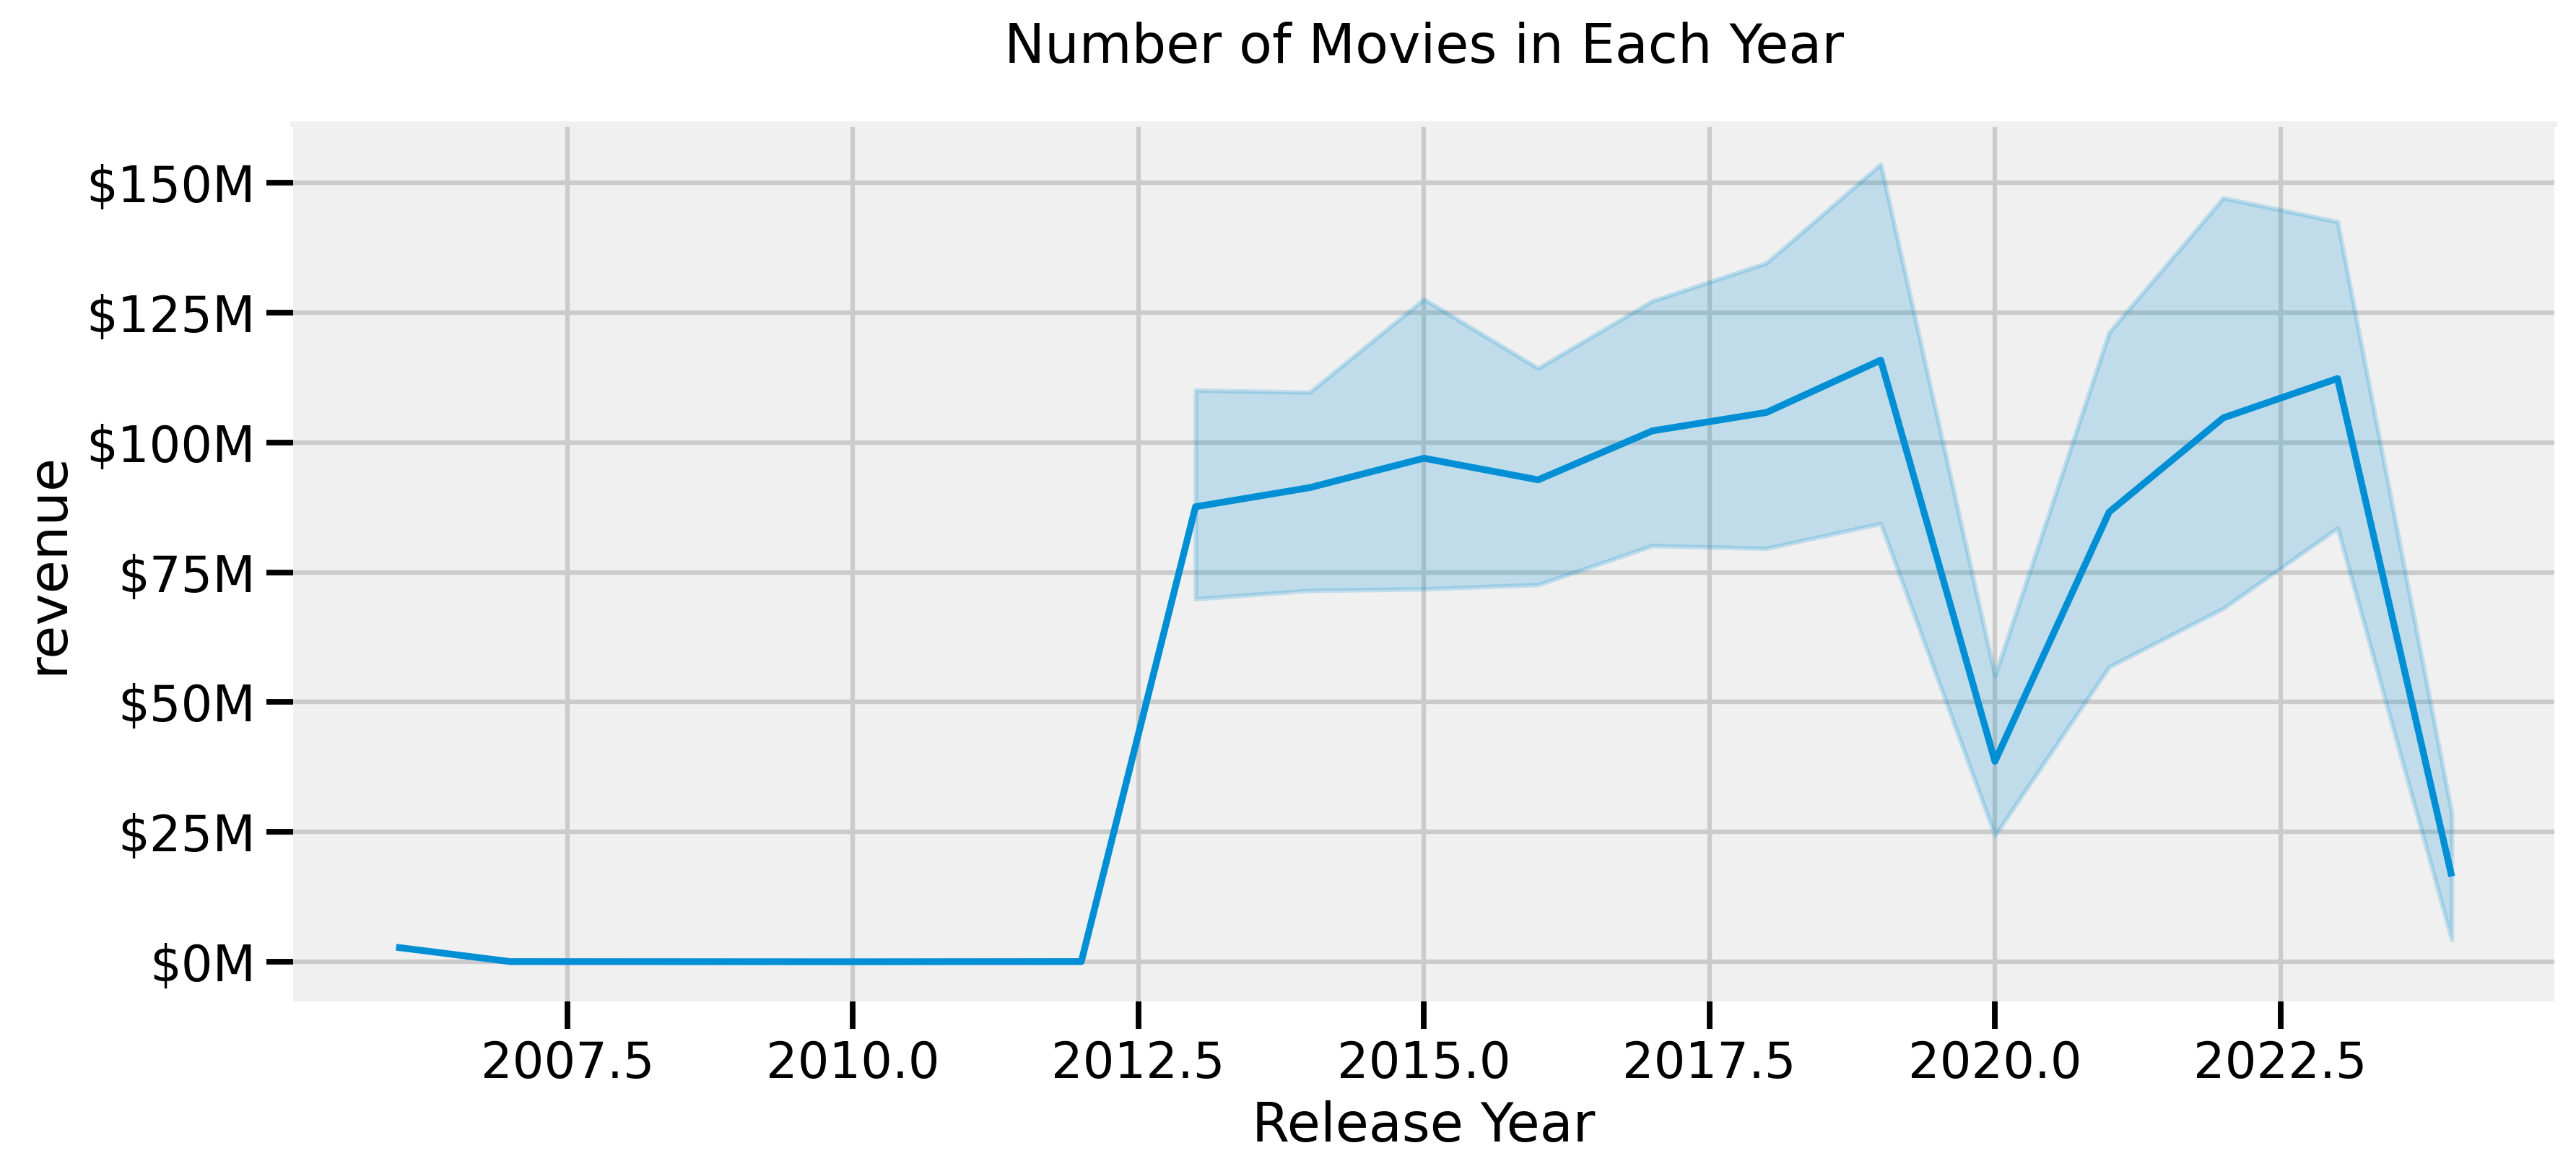 Number of Movies in Each Year
$150M
$125M
$100M
$75M
$50M
$25M
$0M
revenue
2007.5 2010.0 2012.5 2015.0 2017.5 2020.0 2022.5
Release Year